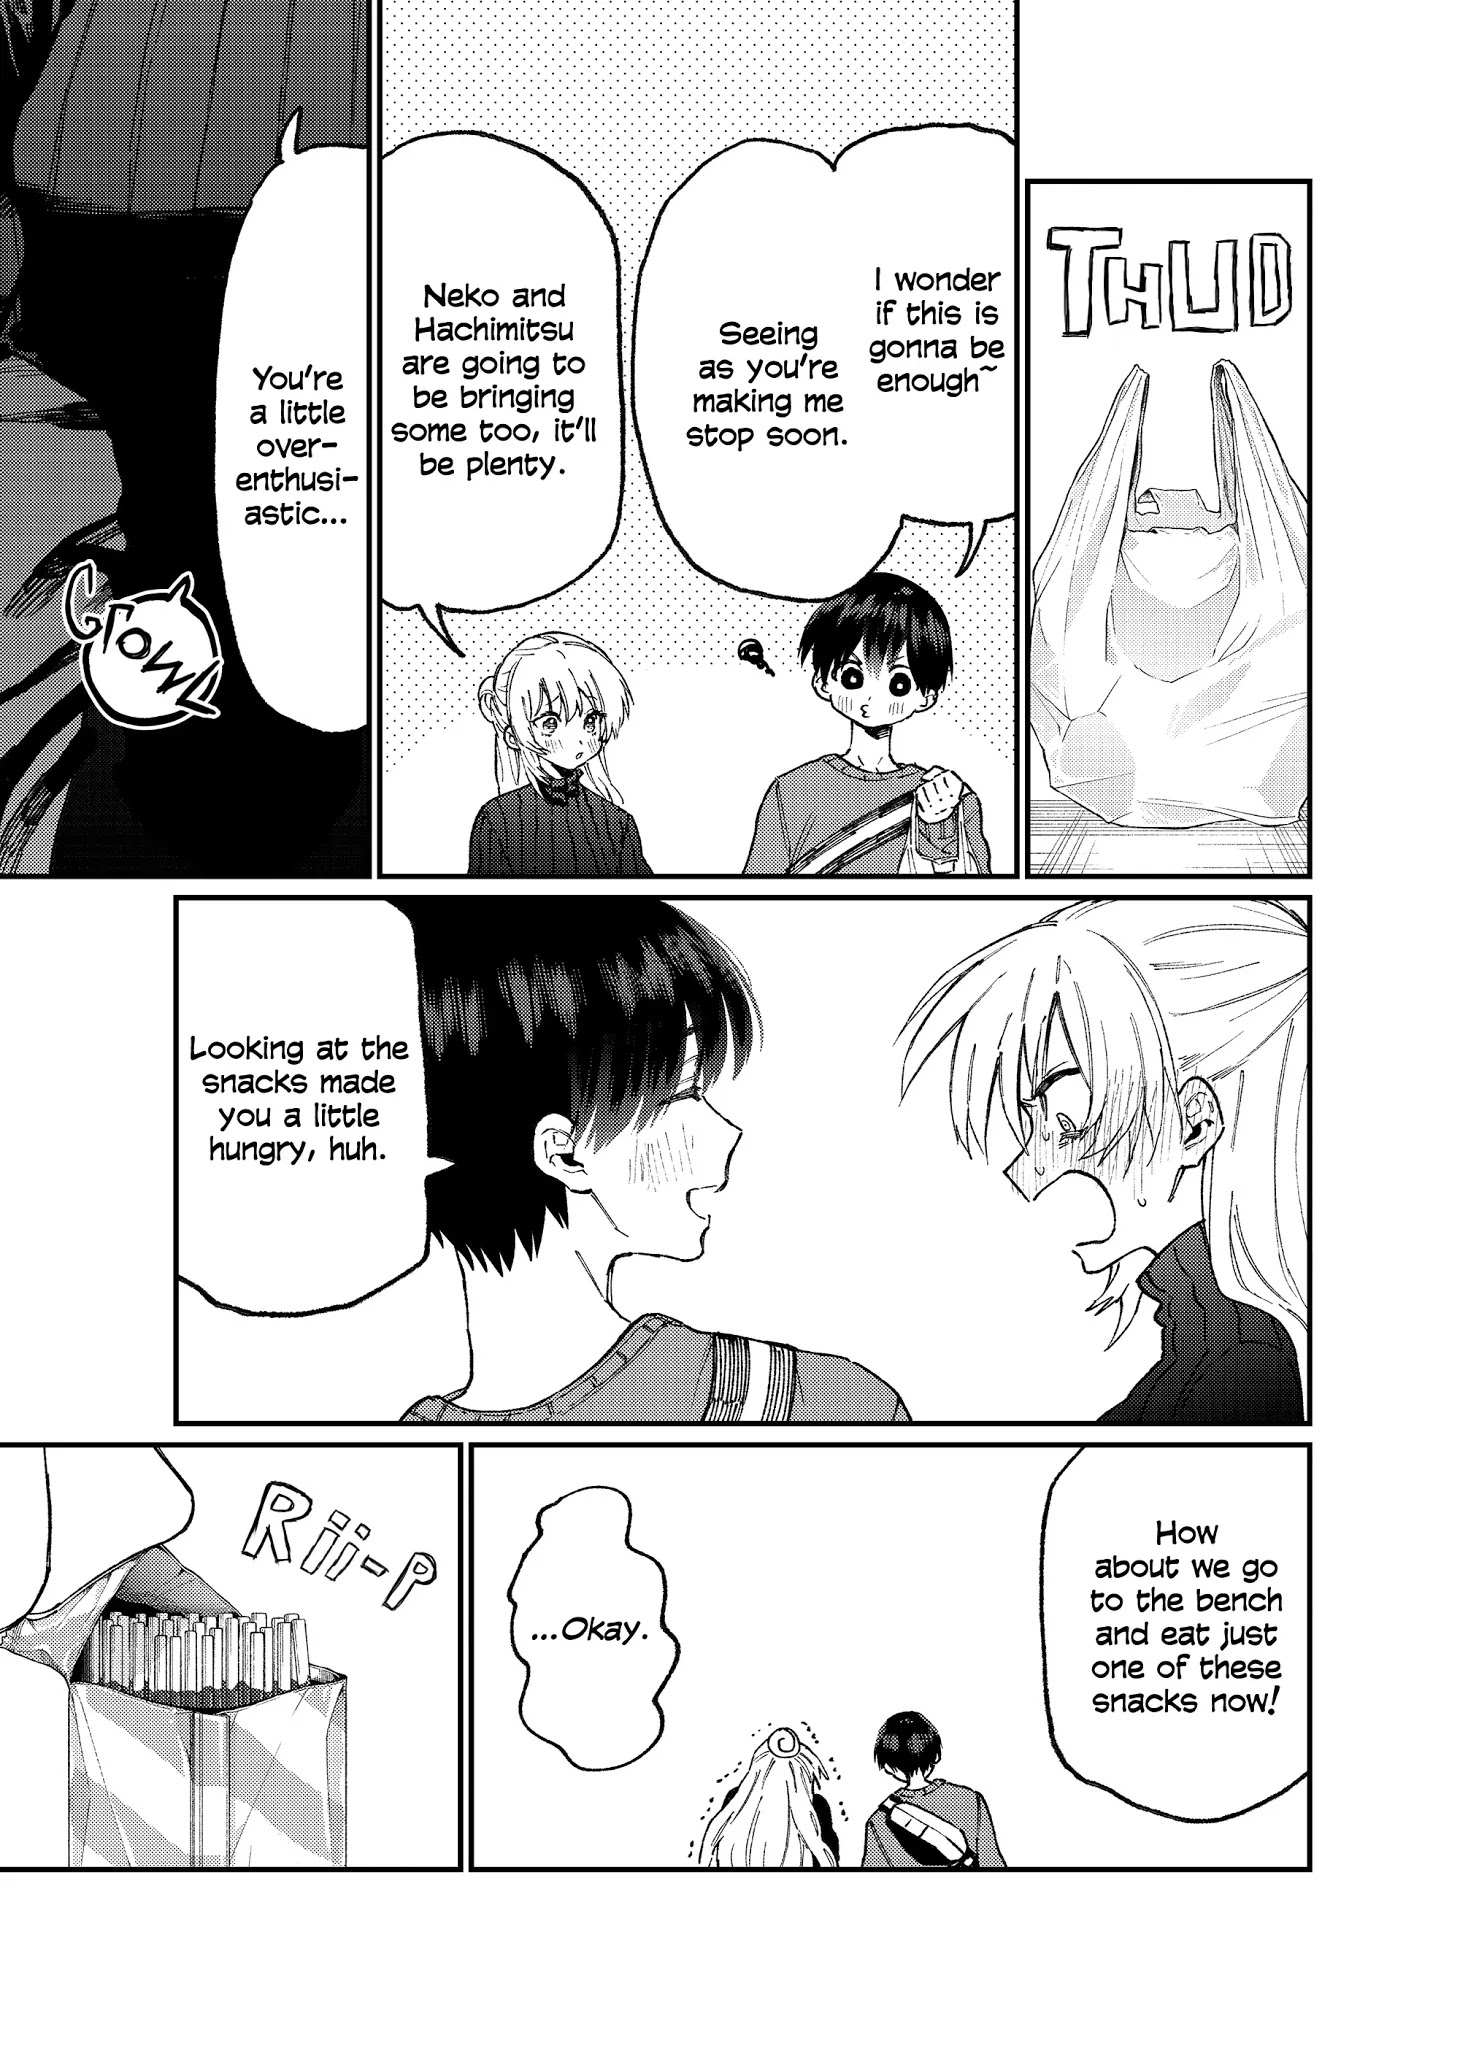 THUD
I wonder
if this is
gonna be
enough~
Seeing
as you're
making me
stop soon.
Neko and
Hachimitsu
are going to
be bringing
some too, it'll
be plenty.
You're
a little
over-
enthusi-
astic...
Growl
Looking at the
snacks made
you a little
hungry, huh.
How
about we go
to the bench
and eat just
one of these
snacks now!
...Okay.
Rii-p